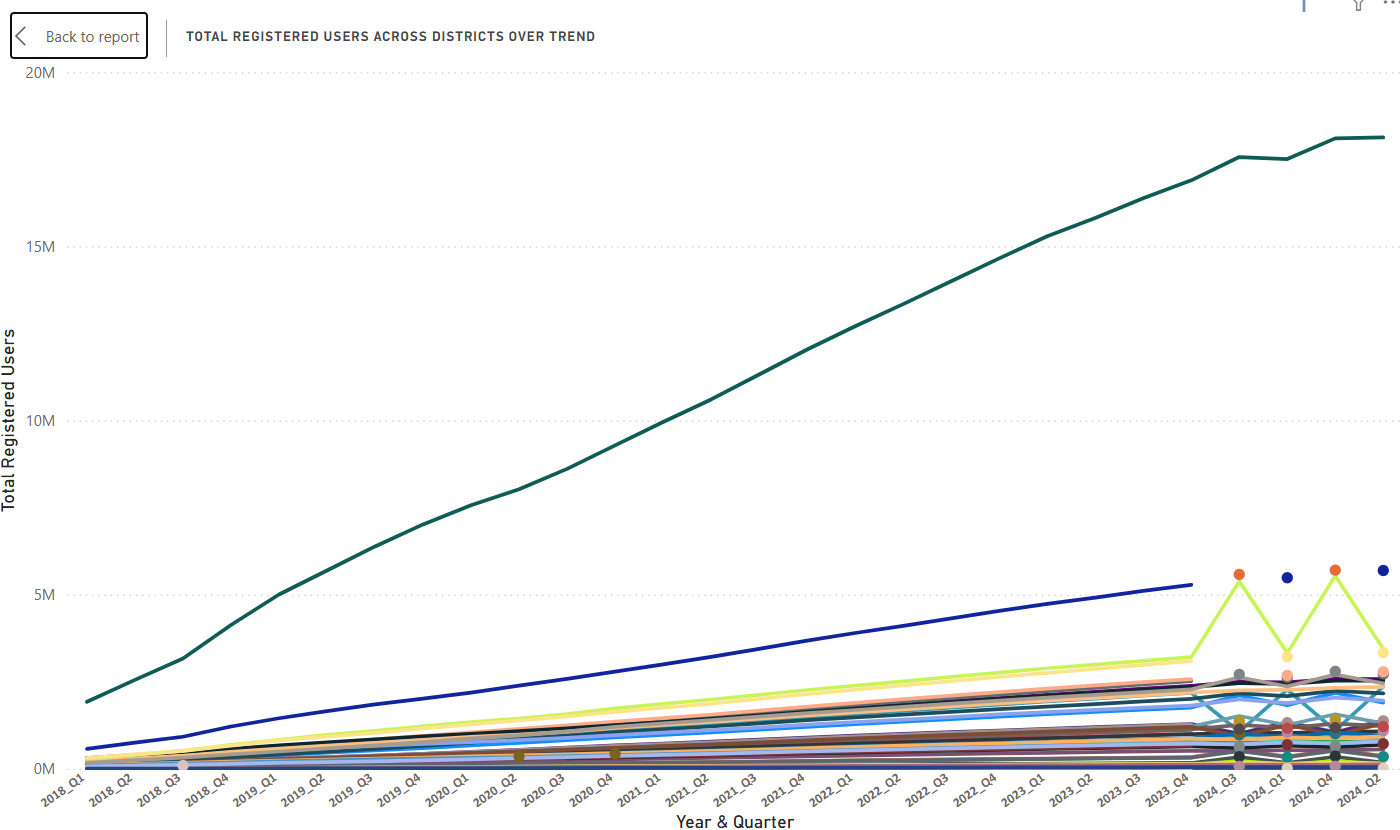 Back to report
TOTAL REGISTERED USERS ACROSS DISTRICTS OVER TREND
20M
15M
10M
5M
0M
Total Registered Users
2018_Q1
2018_Q2
2018_Q3
2018_Q4
2019_Q1
2019_Q2
2019_Q3
2019_Q4
2020_Q1
2020_Q2
2020_Q3
2020_Q4
2021_Q1
2021_Q2
2021_Q3
2021_Q4
2022_Q1
2022_Q2
2022_Q3
2022_Q4
2023_Q1
2023_Q2
2023_Q3
2023_Q4
2024_Q3
2024_Q1
2024_Q4
2024_Q2
Year & Quarter